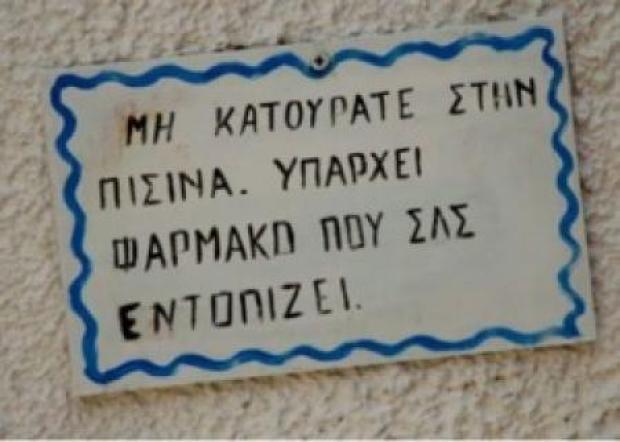 ΜΗ ΚΑΤΟΥΡΑΤΕ ΣΤΗΝ
ΠΙΣΙΝΑ. ΥΠΑΡΧΕΙ
ΦΑΡΜΑΚΟ ΠΟΥ ΣΑΣ
ΕΝΤΟΠΙΖΕΙ.